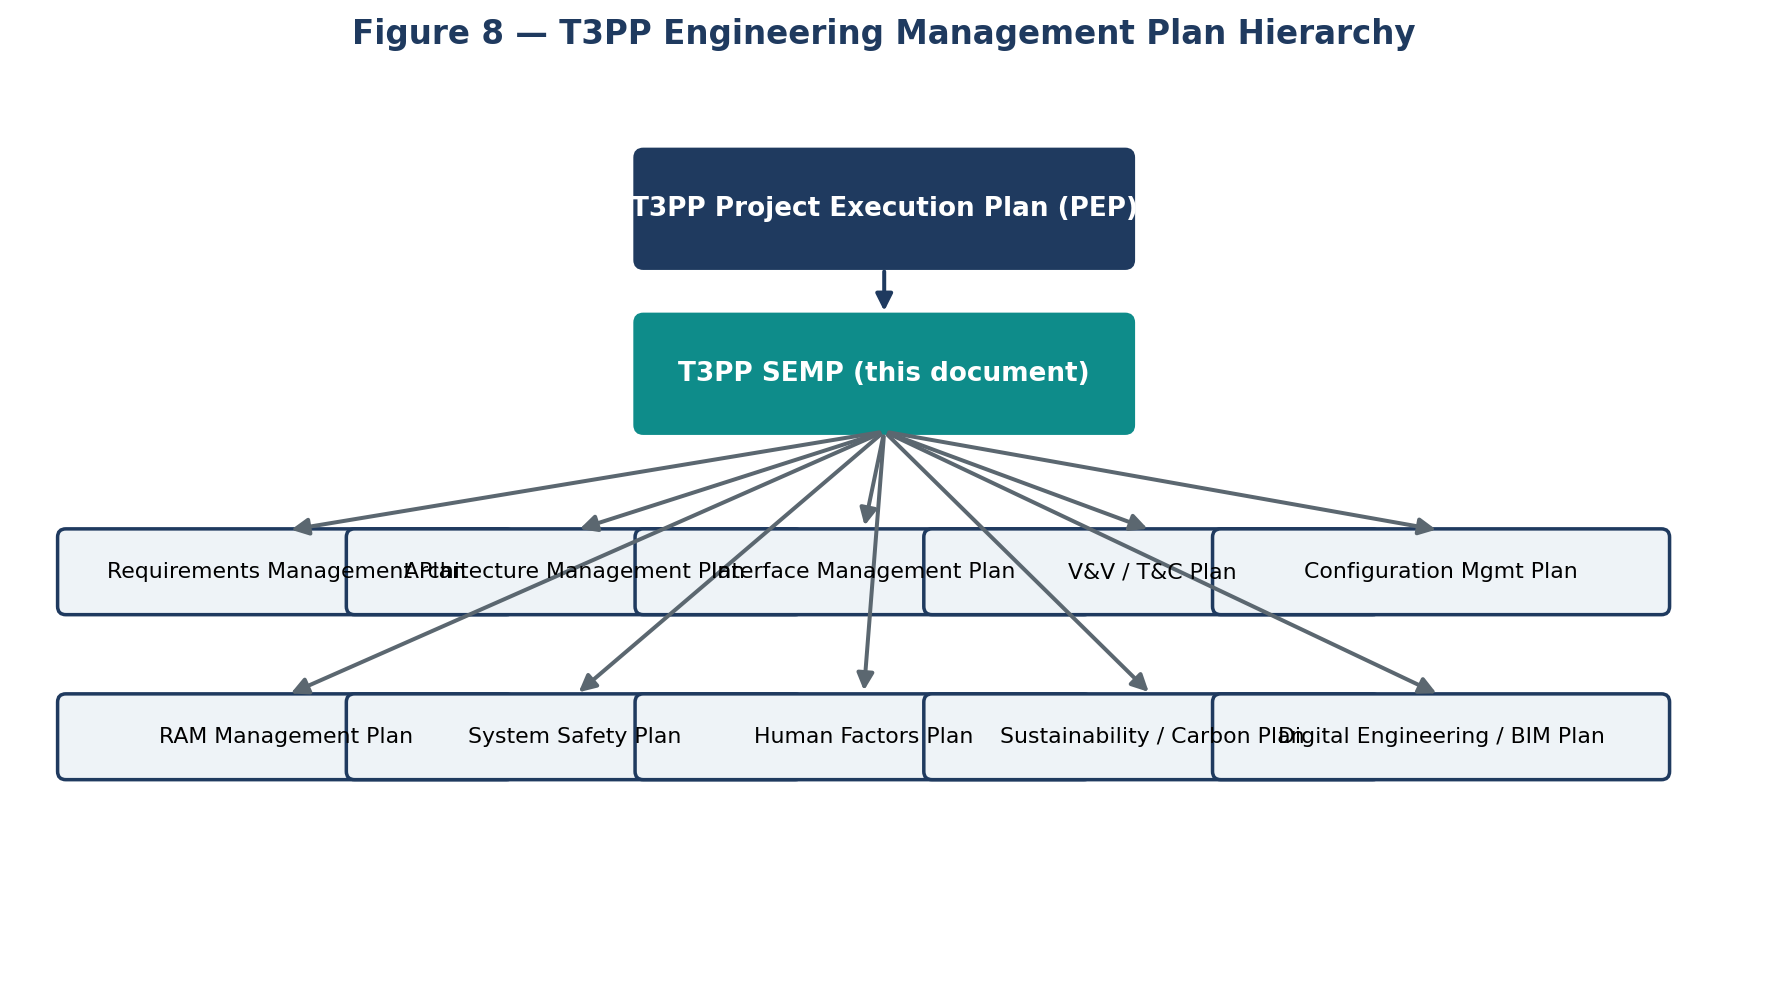 Figure 8 — T3PP Engineering Management Plan Hierarchy
T3PP Project Execution Plan (PEP)
T3PP SEMP (this document)
Requirements Management Plan
Architecture Management Plan
Interface Management Plan
V&V / T&C Plan
Configuration Mgmt Plan
RAM Management Plan
System Safety Plan
Human Factors Plan
Sustainability / Carbon Plan
Digital Engineering / BIM Plan